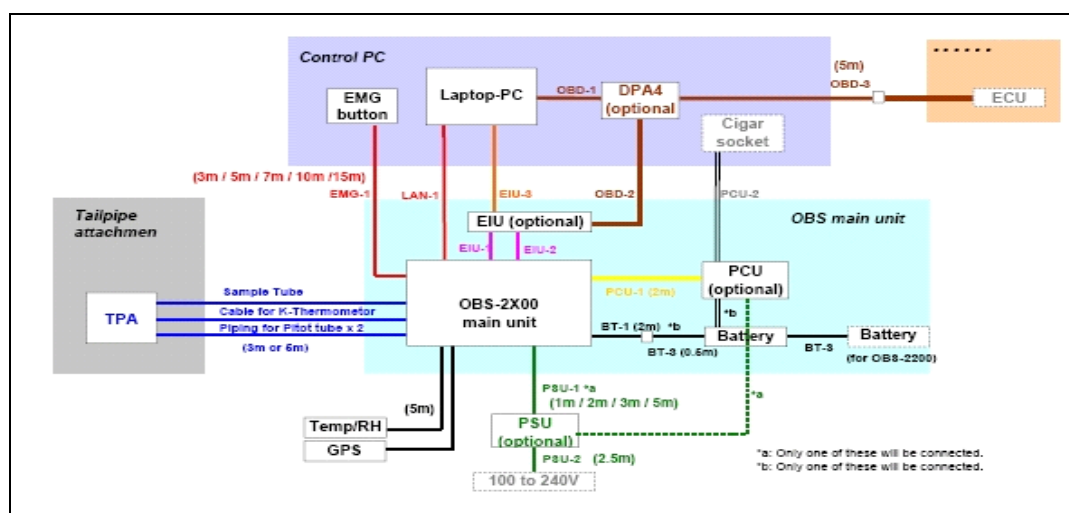 Control PC
(5m)
OBD-3
......
EMG
button
Laptop-PC
OBD-1
DPA4
(optional
ECU
Cigar
socket
(3m / 5m / 7m / 10m /15m)
EMG-1
LAN-1
EIU-3
OBD-2
PCU-2
Tailpipe
attachmen
EIU (optional)
OBS main unit
EIU-1
EIU-2
OBS-2X00
main unit
PCU-1 (2m)
PCU
(optional)
TPA
Sample Tube
Cable for K-Thermometor
Piping for Pitot tube x 2
(3m or 5m)
BT-1 (2m) *b
*b
BT-3 (0.5m)
Battery
BT-3
Battery
(for OBS-2200)
PSU-1 *a
(1m / 2m / 3m / 5m)
*a
(5m)
Temp/RH
GPS
PSU
(optional)
PSU-2 (2.5m)
100 to 240V
*a: Only one of these will be connected.
*b: Only one of these will be connected.